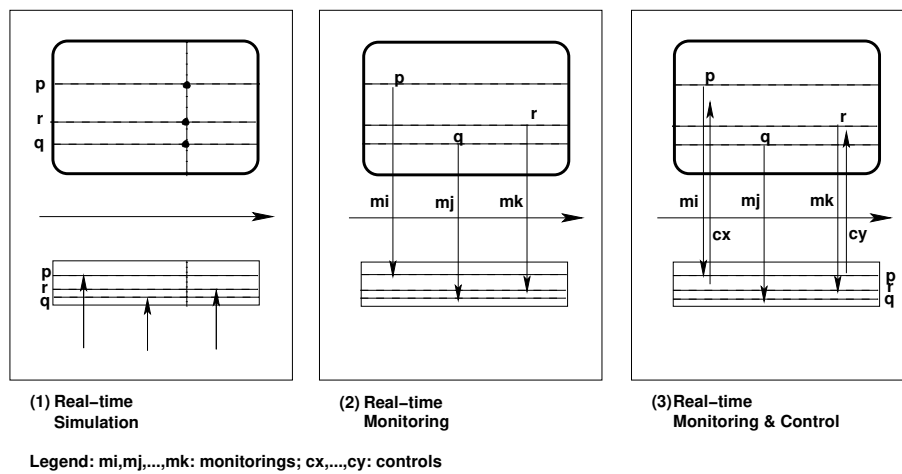 p
r
q
p
r
q
(1) Real-time
Simulation
p
q
r
mi
mj
mk
(2) Real-time
Monitoring
p
q
r
mi
mj
mk
cx
cy
p
r
q
(3) Real-time
Monitoring & Control
Legend: mi,mj,...,mk: monitorings; cx,...,cy: controls